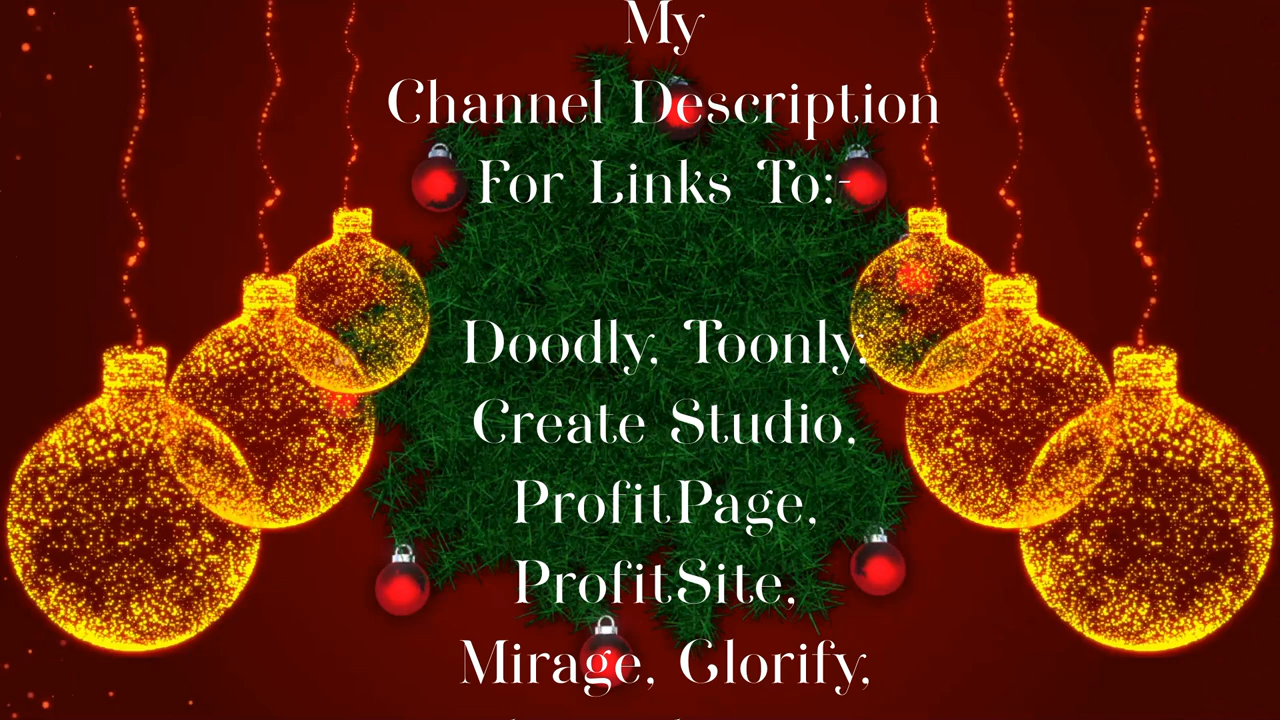 My
Channel Description
For Links To:-
Doodly, Toonly,
Create Studio,
ProfitPage,
ProfitSite,
Mirage, Glorify,